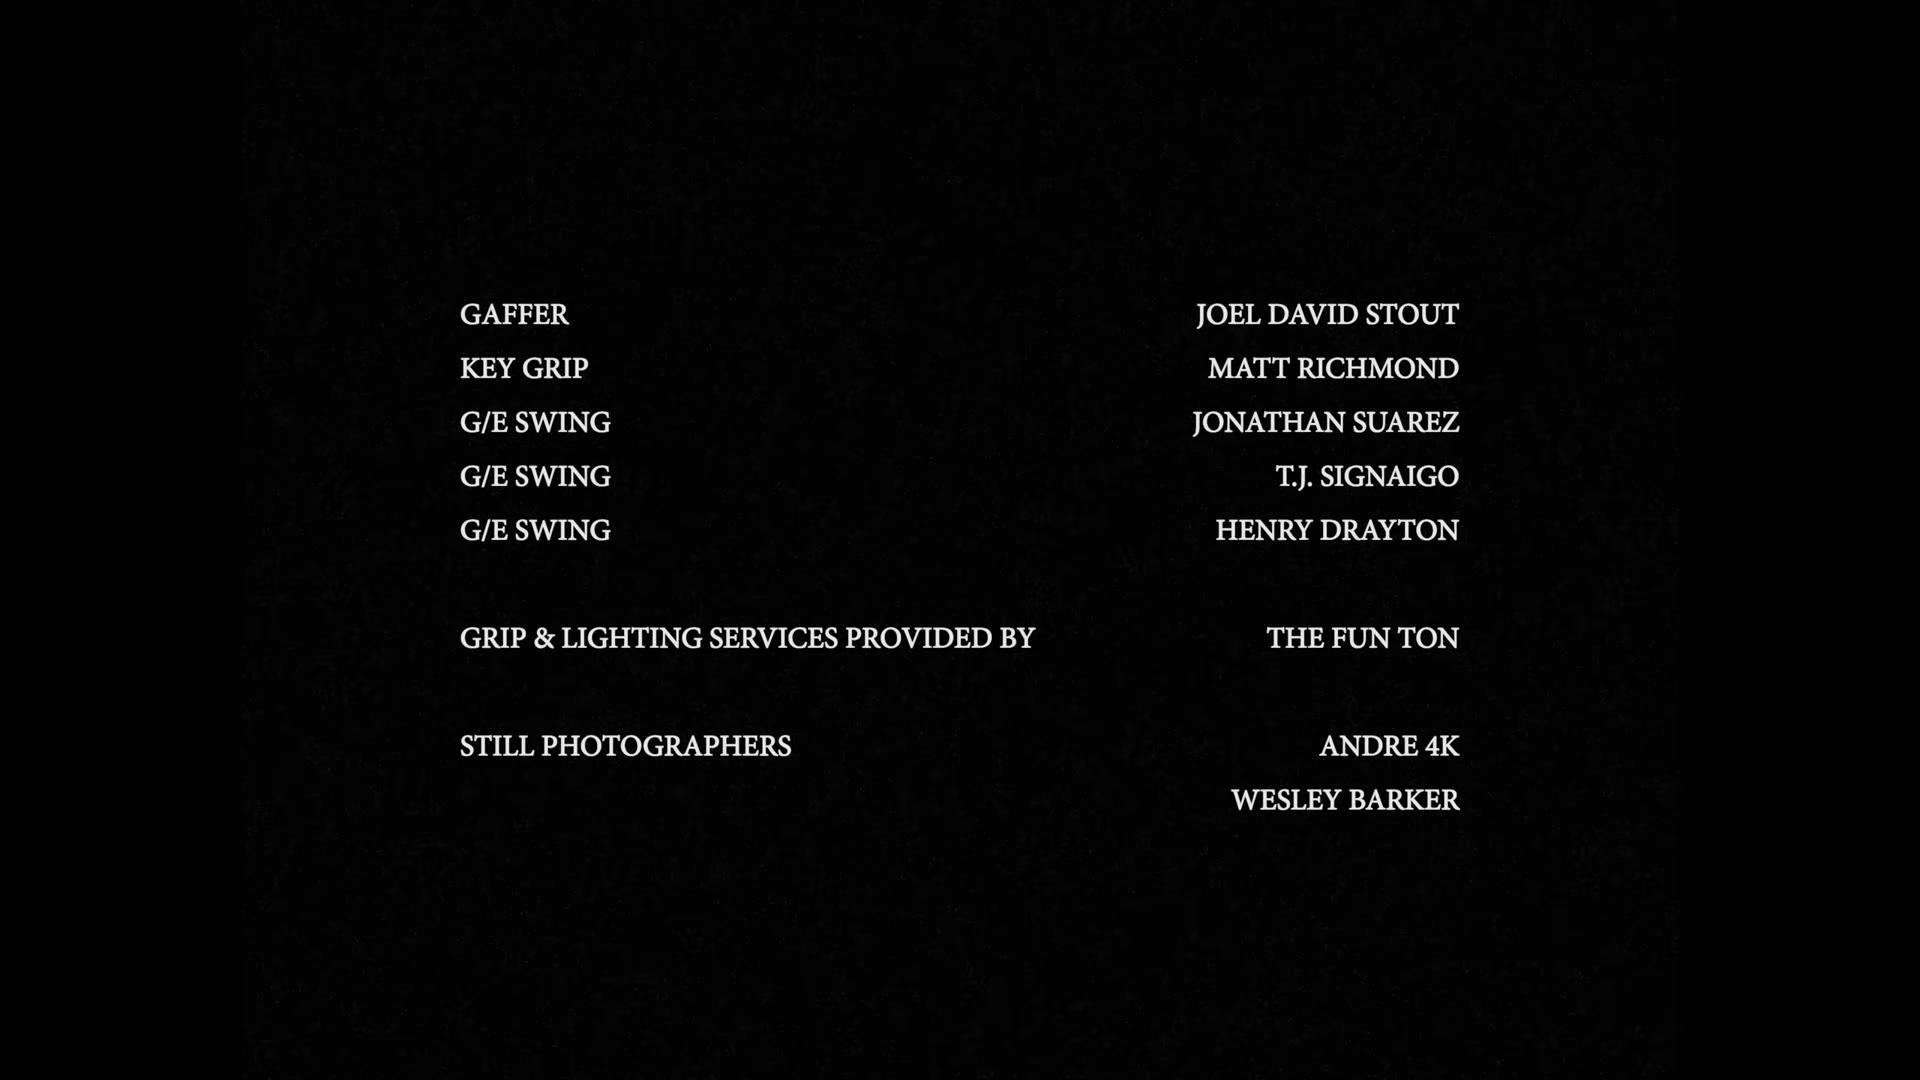 GAFFER JOEL DAVID STOUT
KEY GRIP MATT RICHMOND
G/E SWING JONATHAN SUAREZ
G/E SWING T.J. SIGNAIGO
G/E SWING HENRY DRAYTON
GRIP & LIGHTING SERVICES PROVIDED BY THE FUN TON
STILL PHOTOGRAPHERS ANDRE 4K
WESLEY BARKER